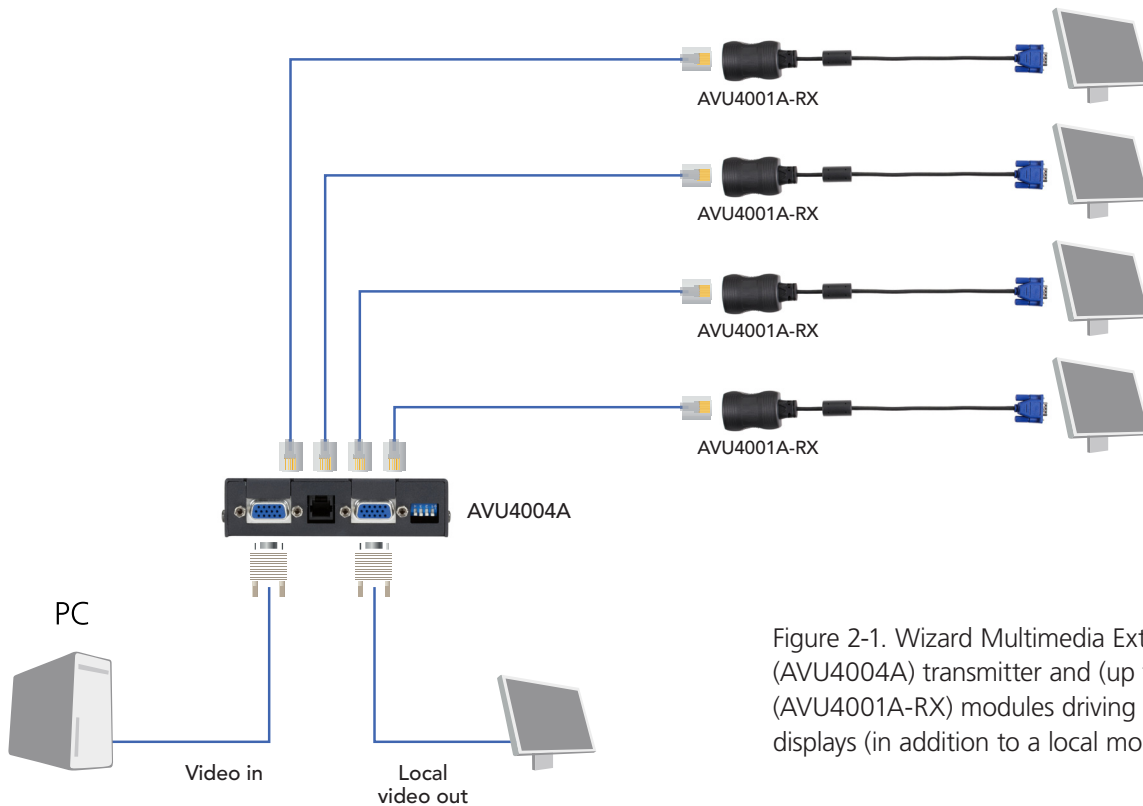 AVU4001A-RX
AVU4001A-RX
AVU4001A-RX
AVU4001A-RX
AVU4004A
PC
Video in
Local
video out
Figure 2-1. Wizard Multimedia Ext
(AVU4004A) transmitter and (up
(AVU4001A-RX) modules driving
displays (in addition to a local mo